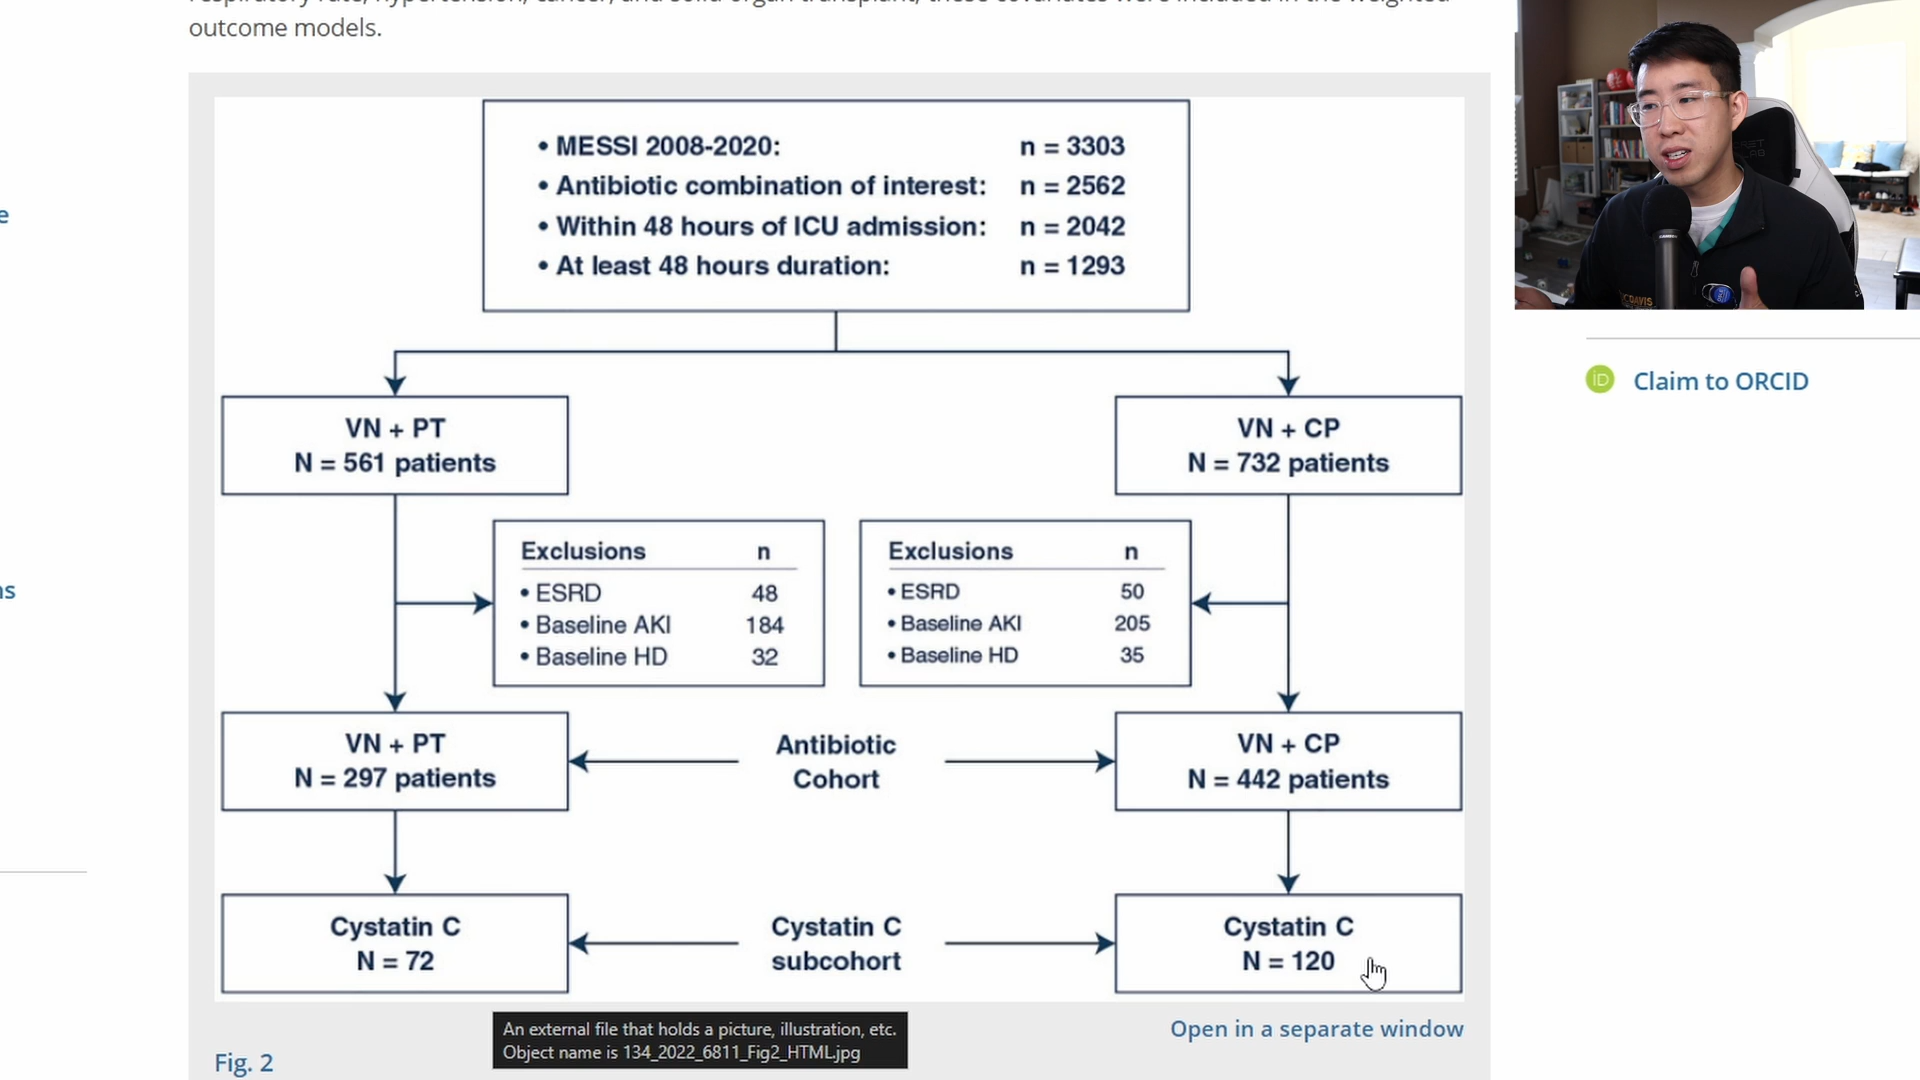 outcome models.
• MESSI 2008-2020: n = 3303
• Antibiotic combination of interest: n = 2562
• Within 48 hours of ICU admission: n = 2042
• At least 48 hours duration: n = 1293
VN + PT
N = 561 patients
VN + CP
N = 732 patients
Exclusions n
• ESRD 48
• Baseline AKI 184
• Baseline HD 32
Exclusions n
• ESRD 50
• Baseline AKI 205
• Baseline HD 35
VN + PT
N = 297 patients
Antibiotic
Cohort
VN + CP
N = 442 patients
Cystatin C
N = 72
Cystatin C
subcohort
Cystatin C
N = 120
An external file that holds a picture, illustration, etc.
Object name is 134_2022_6811_Fig2_HTML.jpg
Open in a separate window
Fig. 2
iD Claim to ORCID